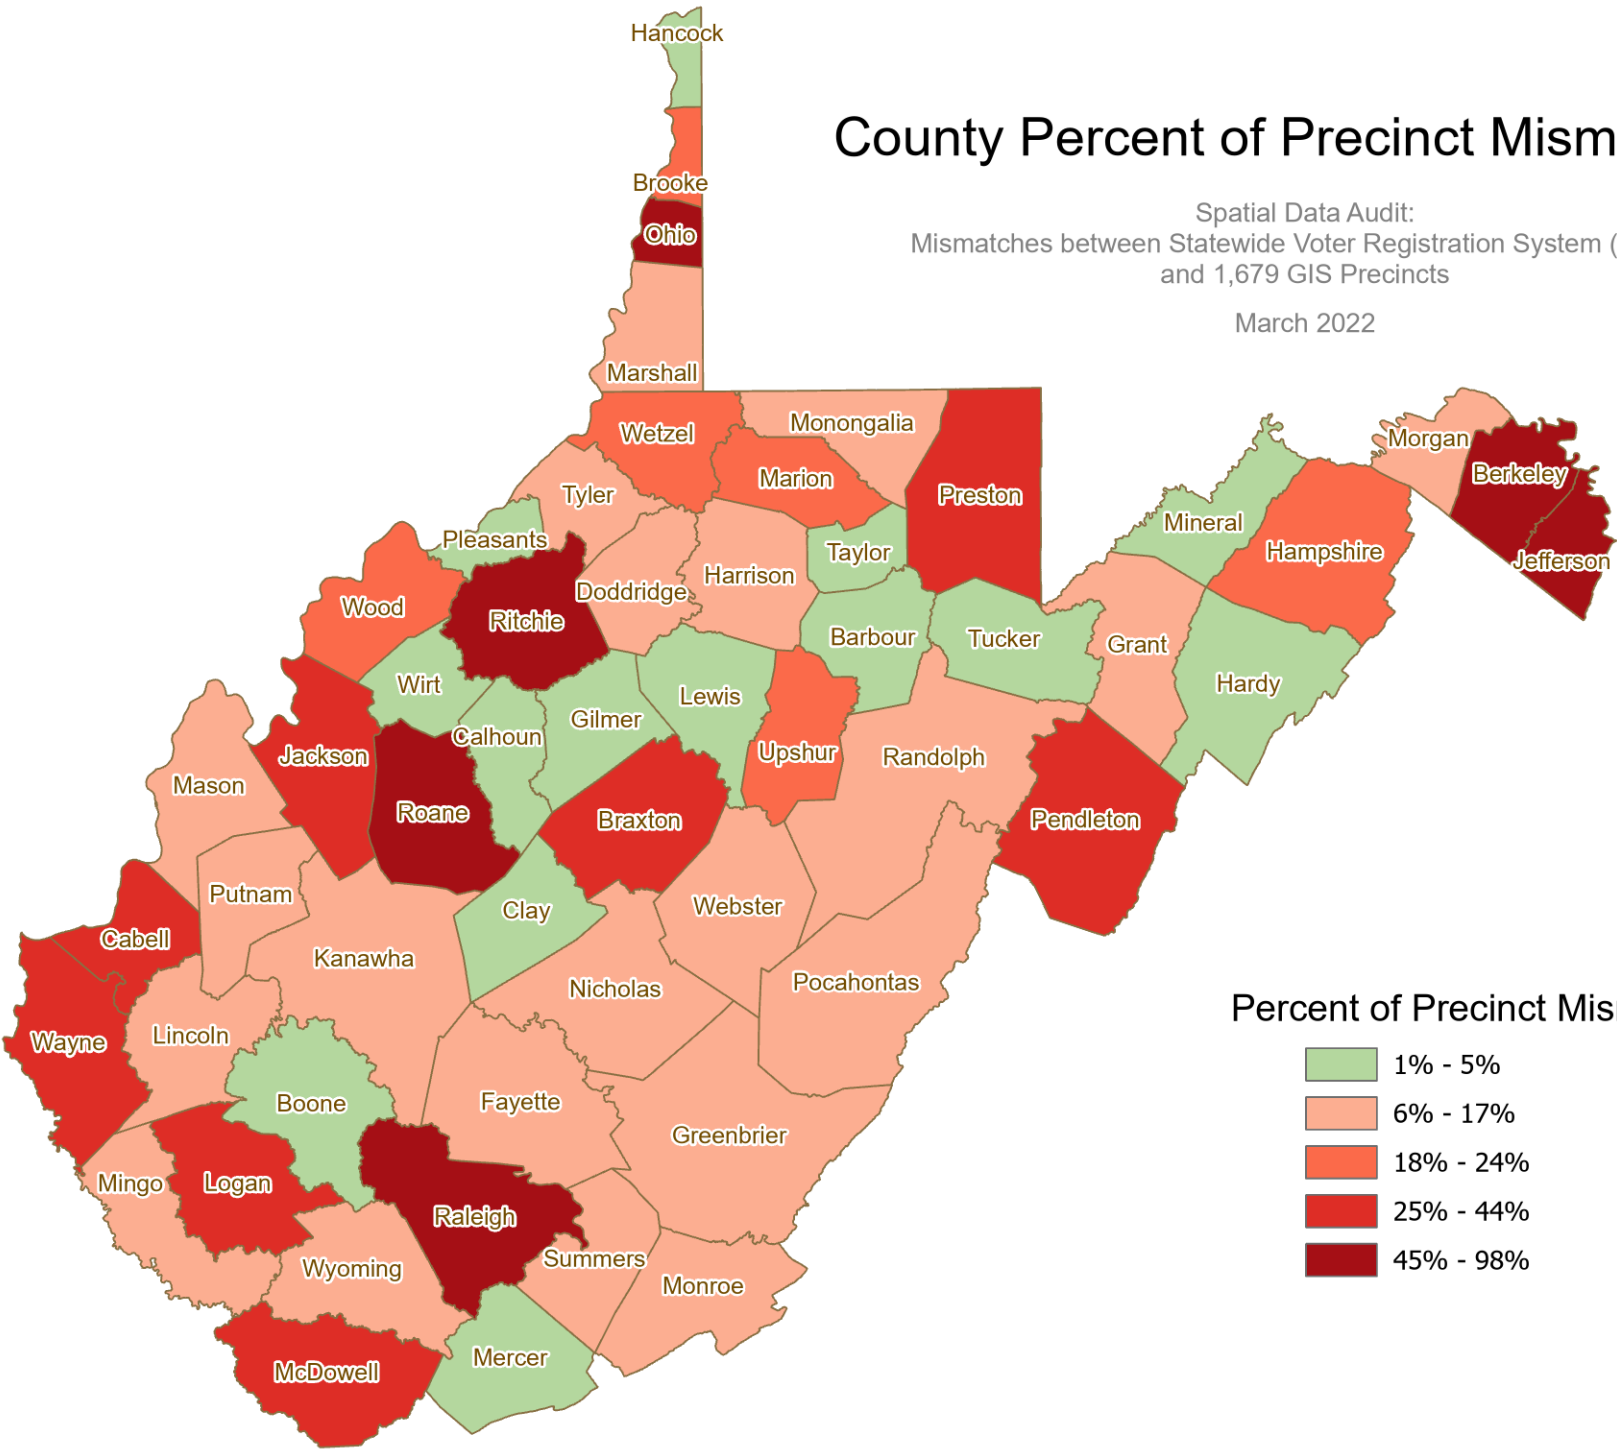 Hancock
County Percent of Precinct Mism
Brooke
Spatial Data Audit:
Ohio
Mismatches between Statewide Voter Registration System (
and 1,679 GIS Precincts
March 2022
Marshall
Wetzel
Monongalia
Morgan
Marion
Berkeley
Tyler
Preston
Mineral
Pleasants
Taylor
Hampshire
Jefferson
Harrison
Doddridge
Wood
Ritchie
Barbour
Tucker
Grant
Wirt
Lewis
Hardy
Gilmer
Calhoun
Upshur
Jackson
Randolph
Mason
Roane
Braxton
Pendleton
Putnam
Webster
Clay
Cabell
Kanawha
Pocahontas
Nicholas
Lincoln
Wayne
Boone
Fayette
Greenbrier
Mingo
Logan
Raleigh
Summers
Wyoming
Monroe
Mercer
McDowell
Percent of Precinct Mis
1% - 5%
6% - 17%
18% - 24%
25% - 44%
45% - 98%